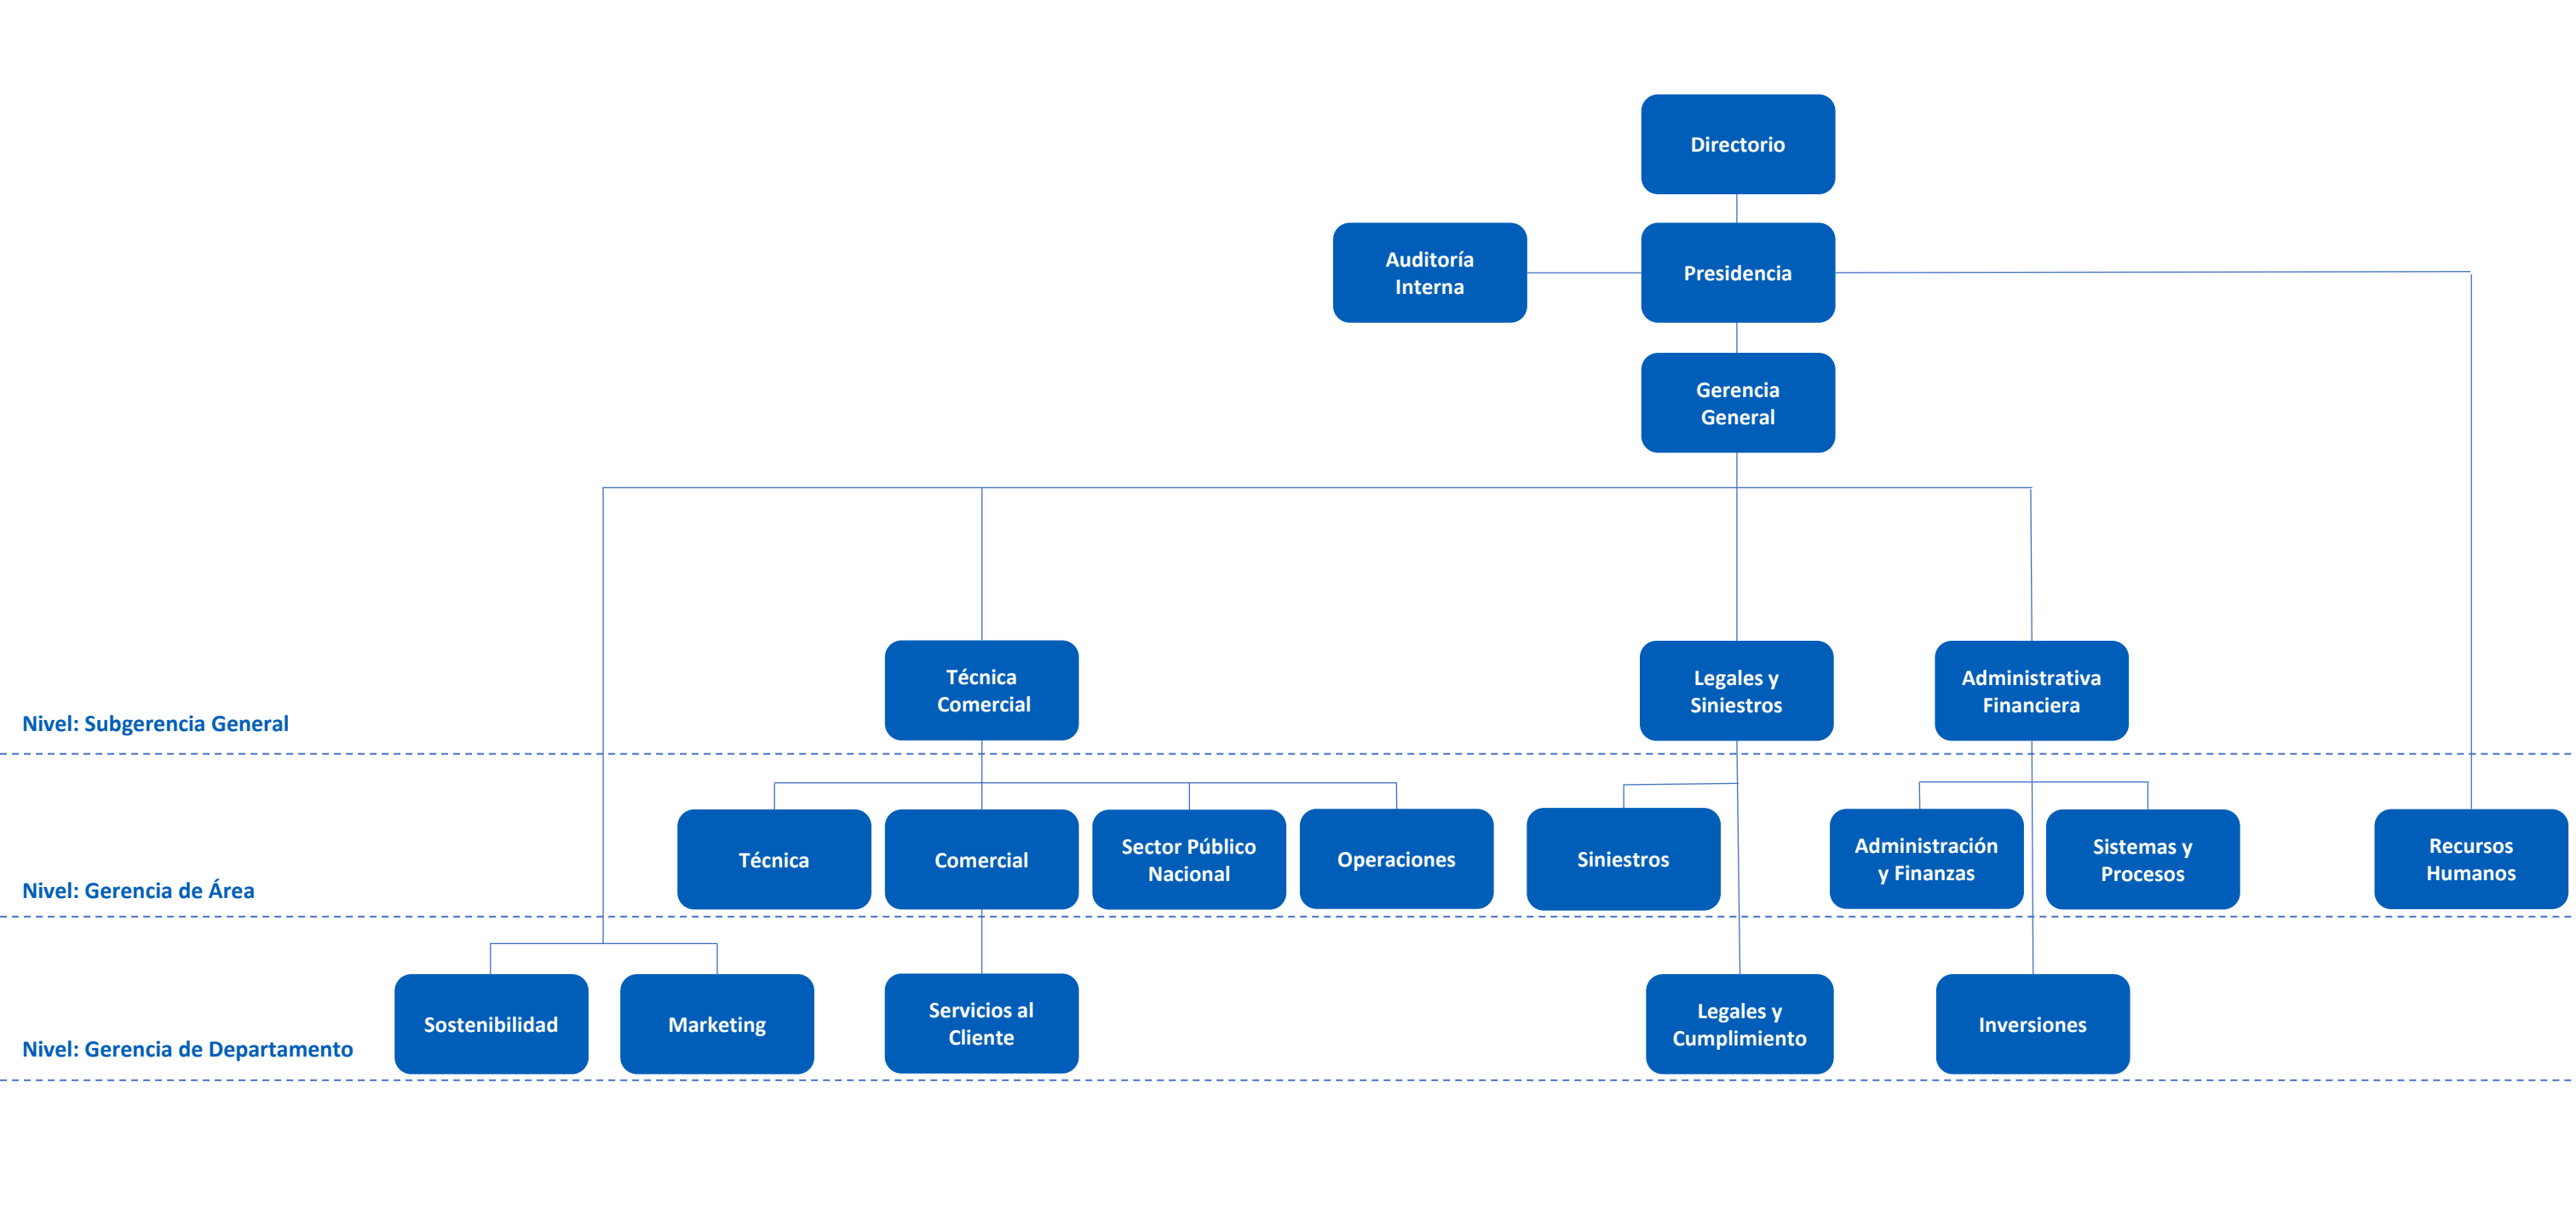 Directorio
Auditoría
Interna
Presidencia
Gerencia
General
Técnica
Comercial
Legales y
Siniestros
Administrativa
Financiera
Nivel: Subgerencia General
Técnica
Comercial
Sector Público
Nacional
Operaciones
Siniestros
Administración
y Finanzas
Sistemas y
Procesos
Recursos
Humanos
Nivel: Gerencia de Área
Sostenibilidad
Marketing
Servicios al
Cliente
Legales y
Cumplimiento
Inversiones
Nivel: Gerencia de Departamento